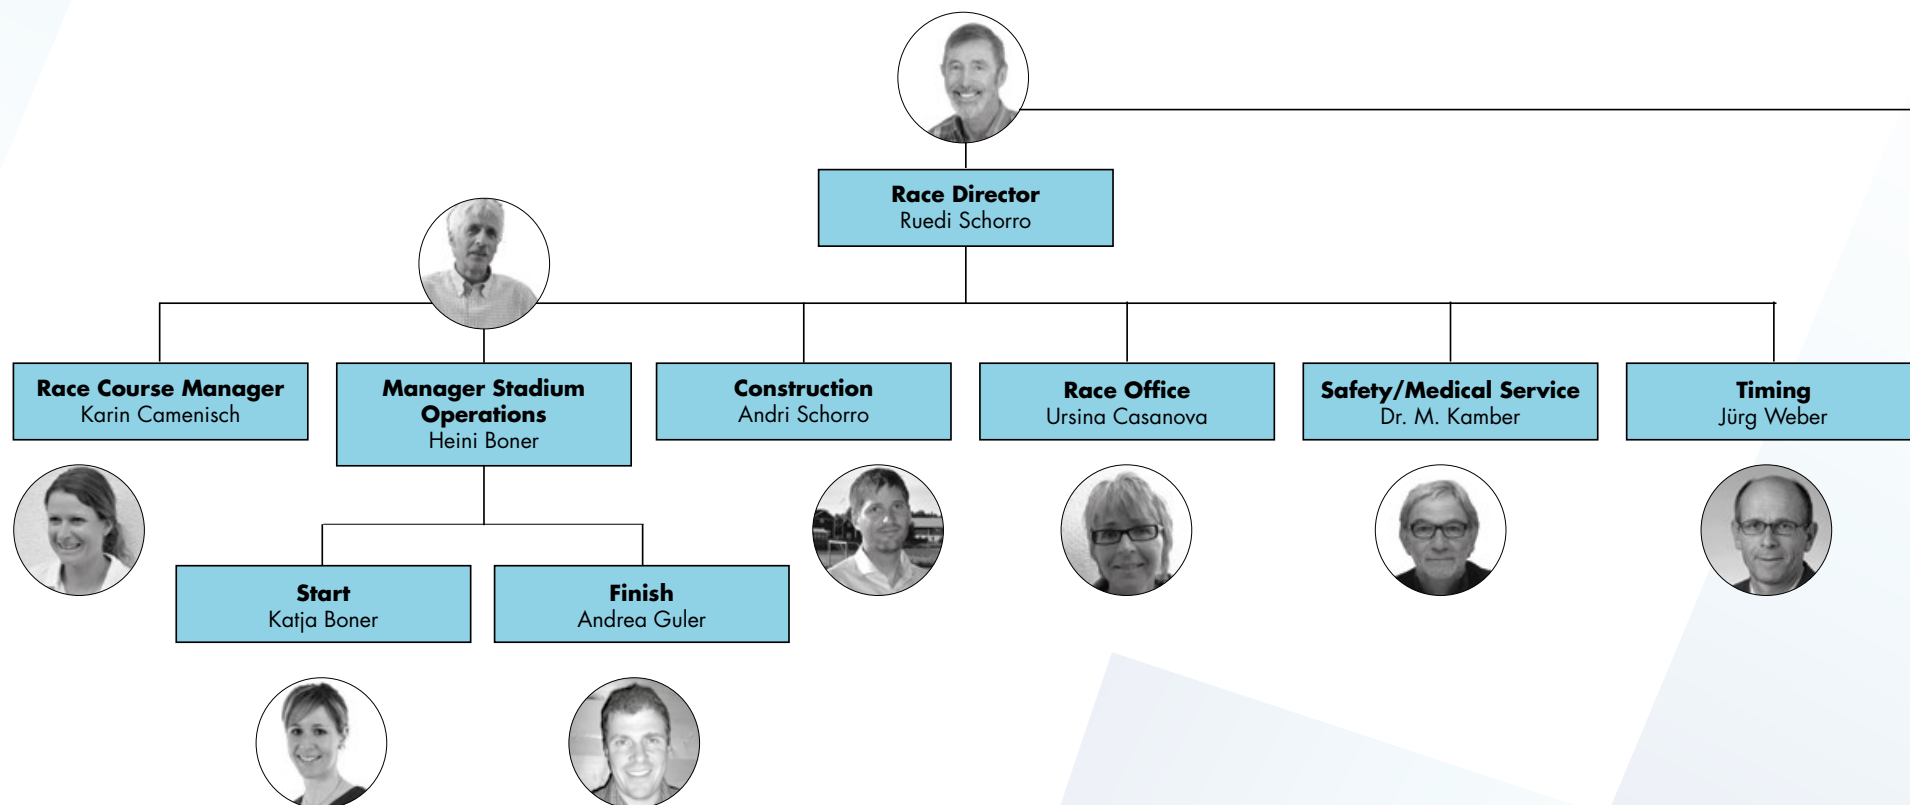 Race Director
Ruedi Schorro
Race Course Manager
Karin Camenisch
Manager Stadium
Operations
Heini Boner
Construction
Andri Schorro
Race Office
Ursina Casanova
Safety/Medical Service
Dr. M. Kamber
Timing
Jürg Weber
Start
Katja Boner
Finish
Andrea Guler